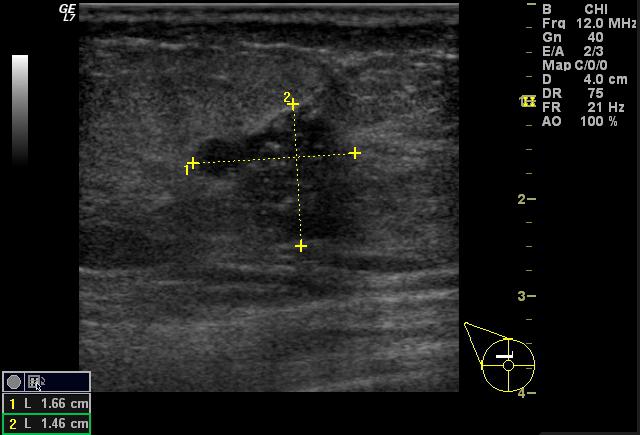 GE
L7
B CHI
Frq 12.0 MHz
Gn 40
E/A 2/3
Map C/0/0
D 4.0 cm
DR 75
FR 21 Hz
AO 100 %
2
1
2
3
4
1 L 1.66 cm
2 L 1.46 cm